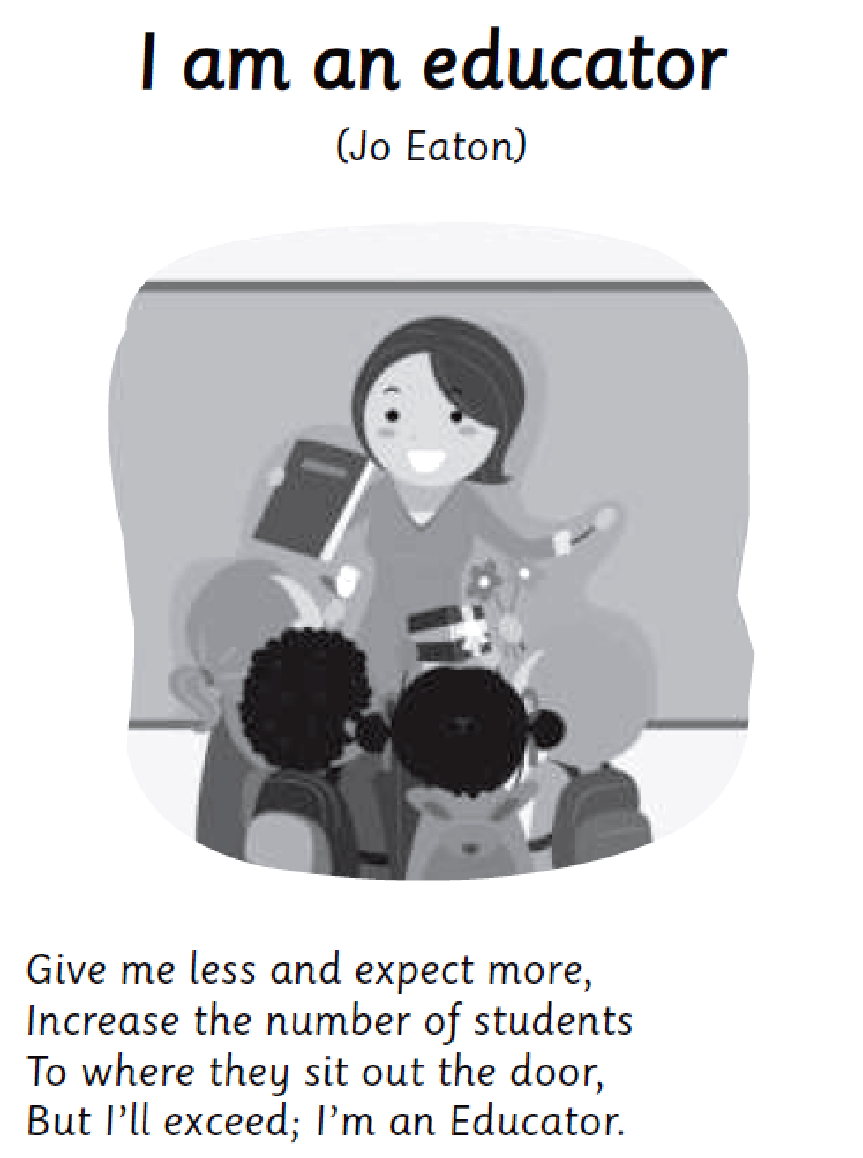 I am an educator
(Jo Eaton)
Give me less and expect more,
Increase the number of students
To where they sit out the door,
But I’ll exceed; I’m an Educator.